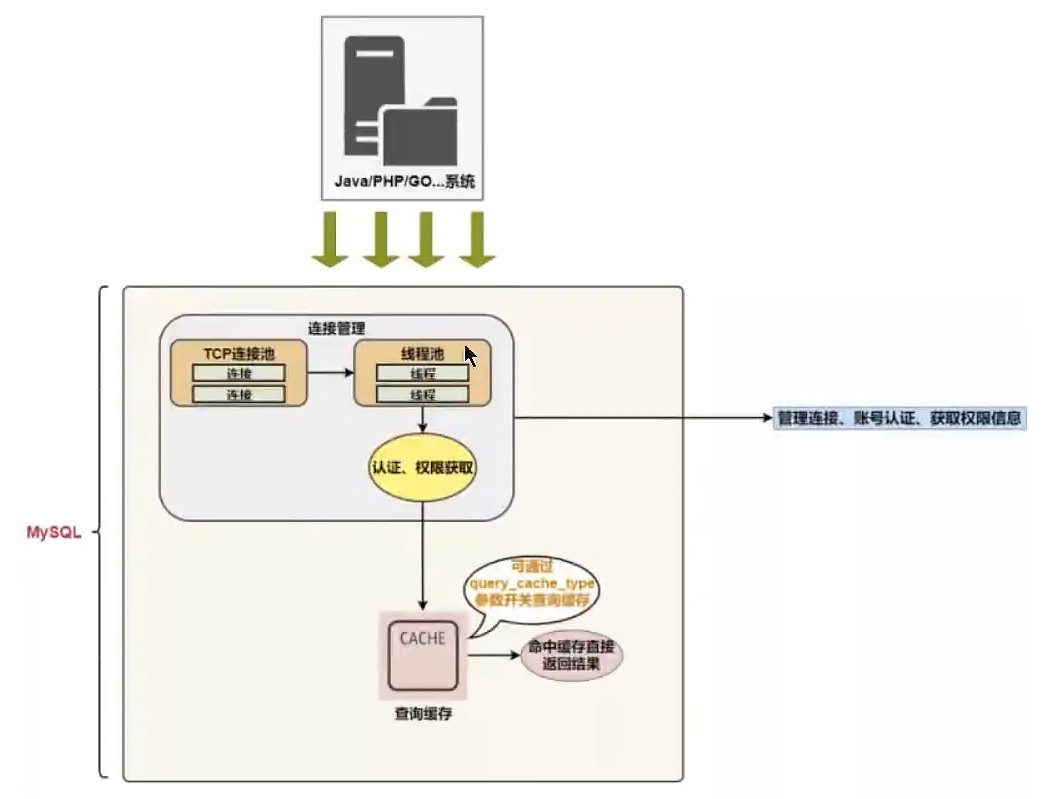 Java/PHP/GO...系统
连接管理
TCP连接池
连接
连接
线程池
线程
线程
认证、权限获取
管理连接、账号认证、获取权限信息
MySQL
可通过
query_cache_type
参数开关查询缓存
CACHE
命中缓存直接
返回结果
查询缓存